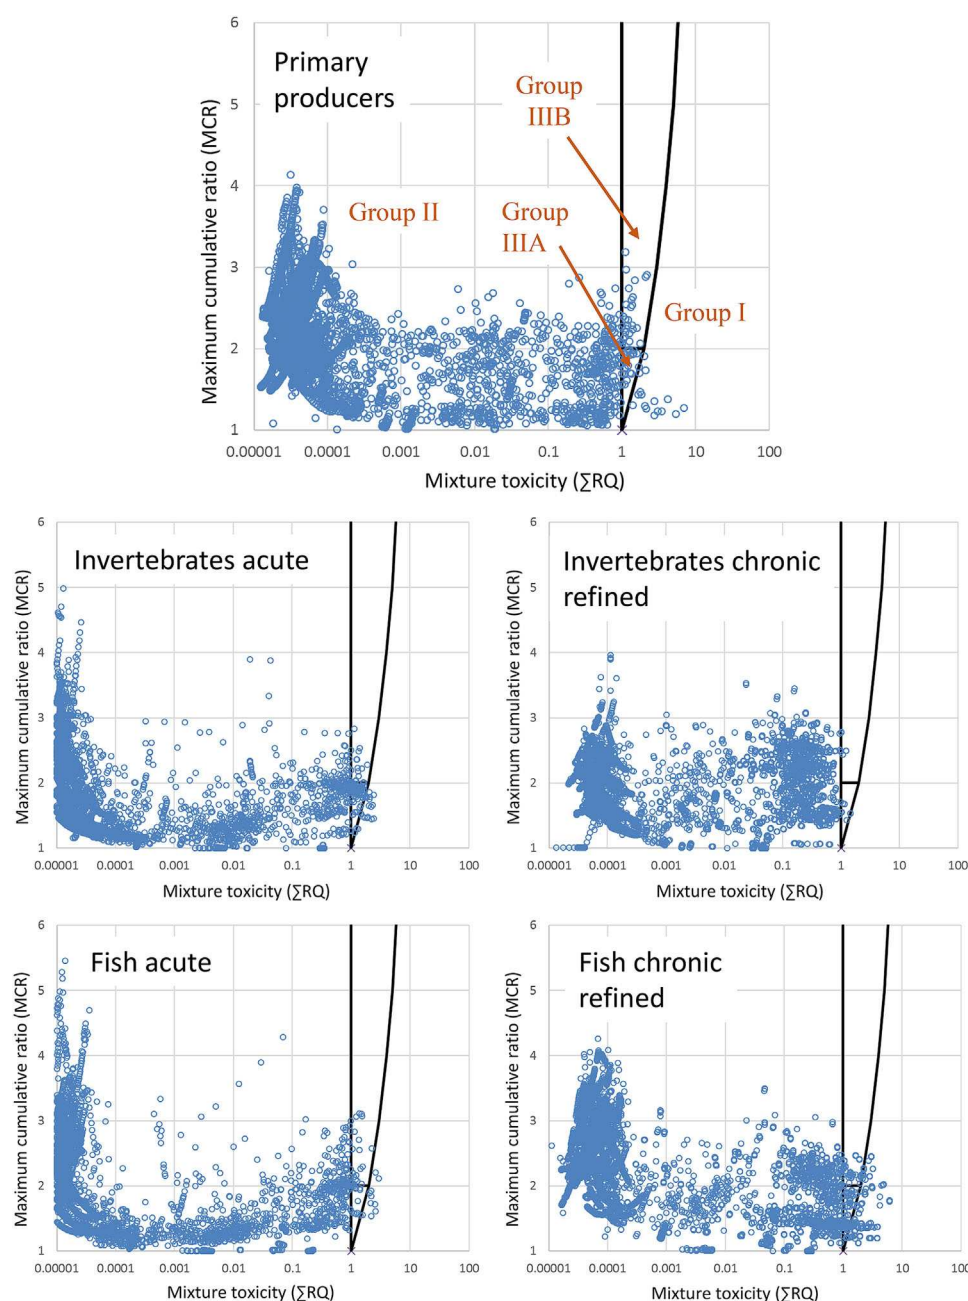 Primary
producers
Group
IIIB
Group II
Group
IIIA
Group I
Maximum cumulative ratio (MCR)
6
5
4
3
2
1
0.00001 0.0001 0.001 0.01 0.1 1 10 100
Mixture toxicity (∑RQ)
Invertebrates acute
Maximum cumulative ratio (MCR)
6
5
4
3
2
1
0.00001 0.0001 0.001 0.01 0.1 1 10 100
Mixture toxicity (∑RQ)
Invertebrates chronic
refined
Maximum cumulative ratio (MCR)
6
5
4
3
2
1
0.00001 0.0001 0.001 0.01 0.1 1 10 100
Mixture toxicity (∑RQ)
Fish acute
Maximum cumulative ratio (MCR)
6
5
4
3
2
1
0.00001 0.0001 0.001 0.01 0.1 1 10 100
Mixture toxicity (∑RQ)
Fish chronic
refined
Maximum cumulative ratio (MCR)
6
5
4
3
2
1
0.00001 0.0001 0.001 0.01 0.1 1 10 100
Mixture toxicity (∑RQ)